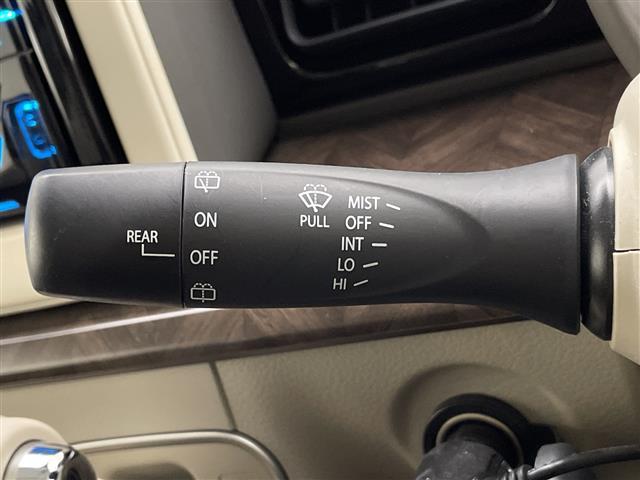 REAR
ON
OFF
PULL
MIST
OFF
INT
LO
HI